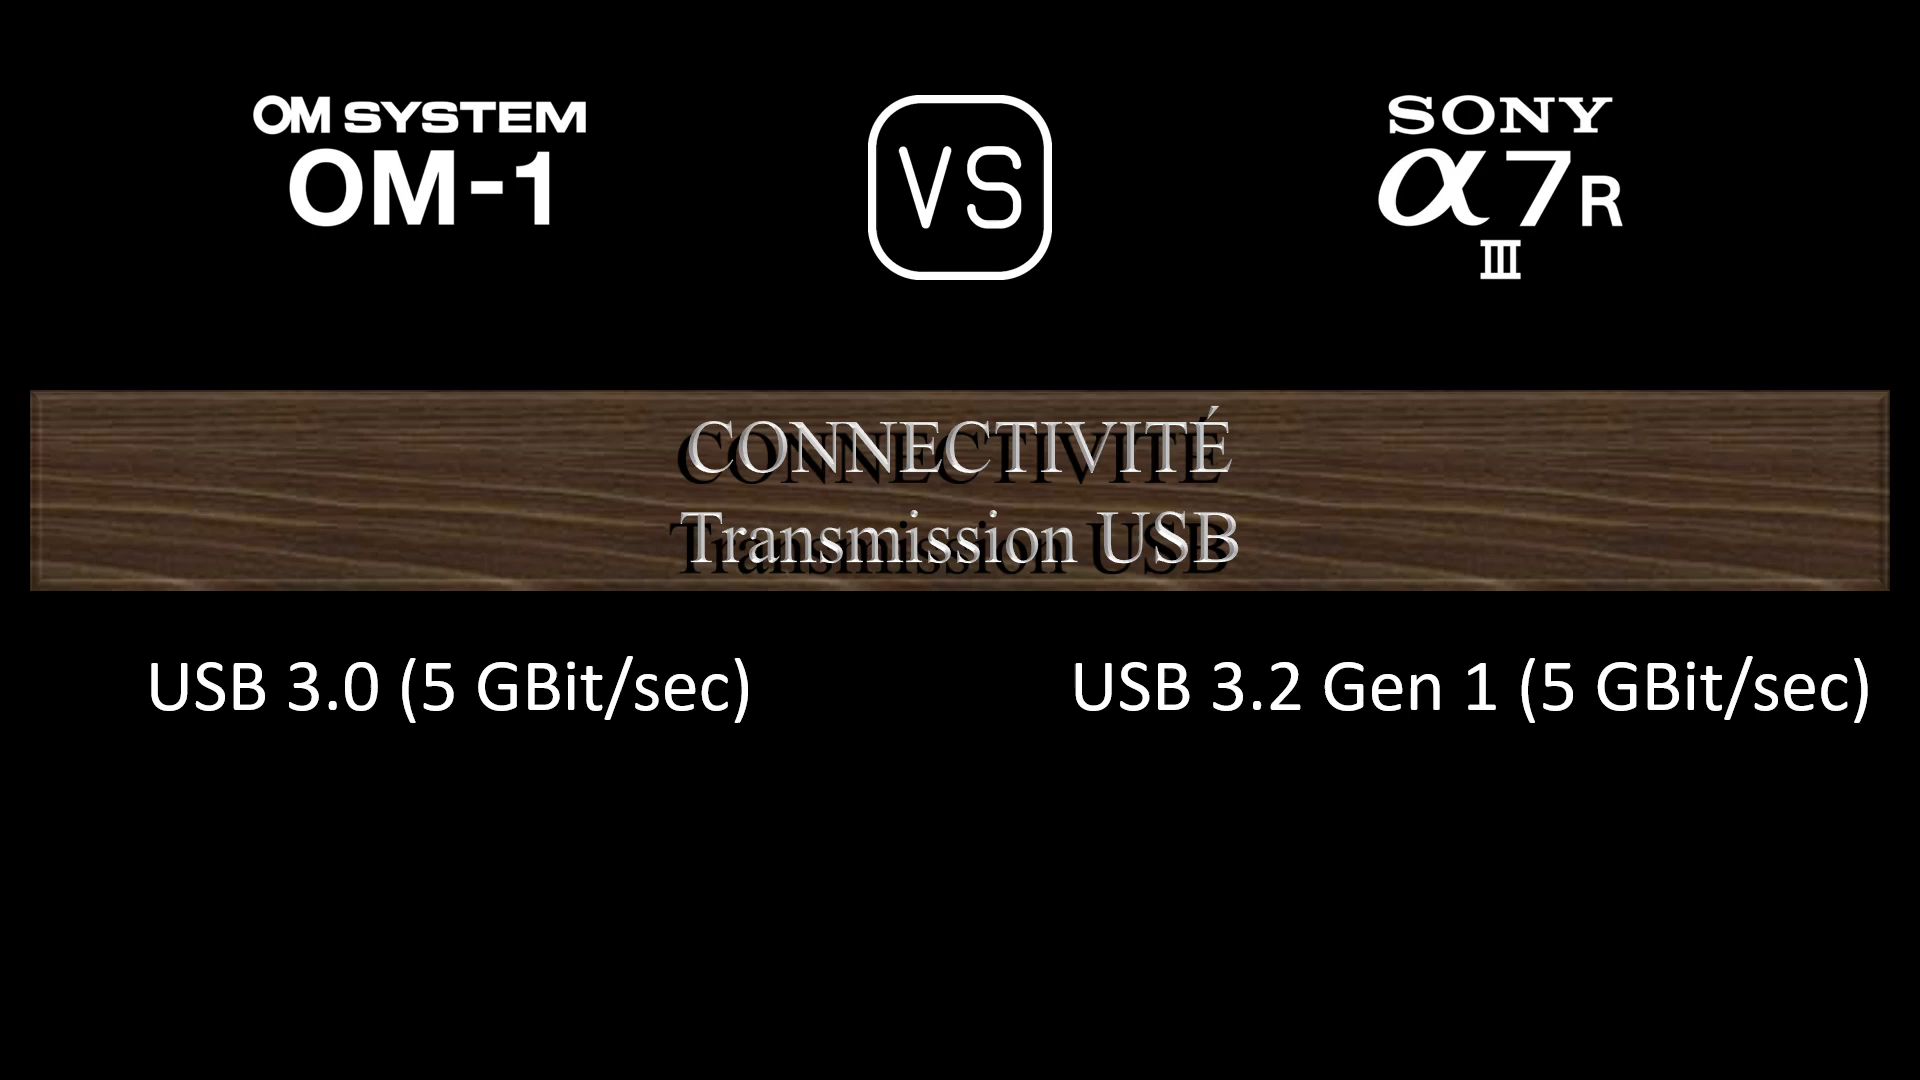 OM SYSTEM
OM-1
VS
SONY
α7R
III
CONNECTIVITÉ
Transmission USB
USB 3.0 (5 GBit/sec)
USB 3.2 Gen 1 (5 GBit/sec)